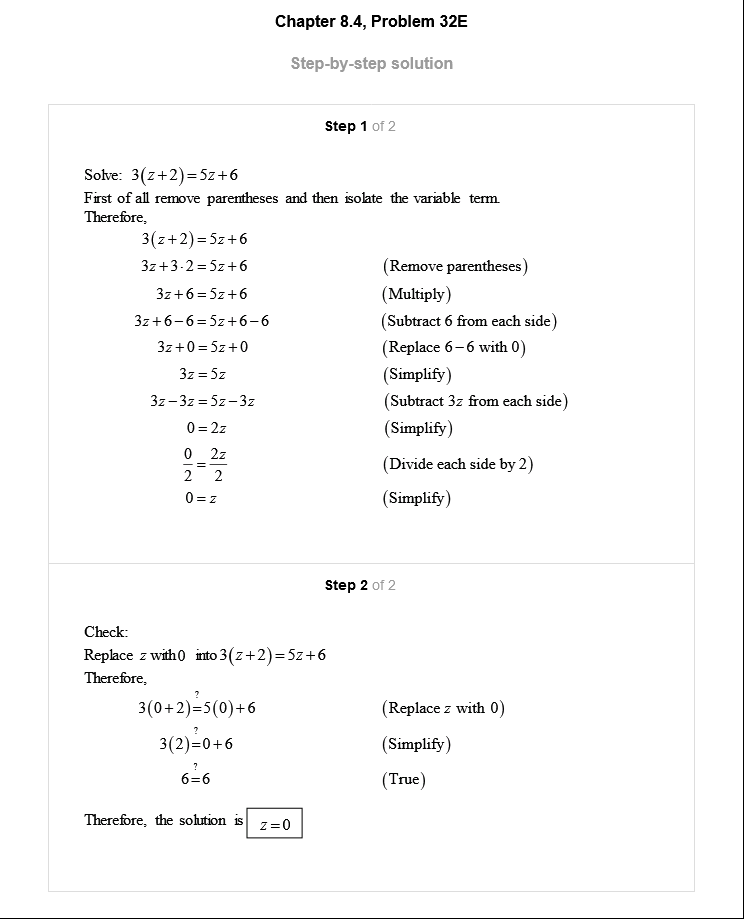 Chapter 8.4, Problem 32E
Step-by-step solution
Step 1 of 2
Solve: 3(z+2)=5z+6
First of all remove parentheses and then isolate the variable term.
Therefore,
3(z+2)=5z+6
3z+3·2=5z+6 (Remove parentheses)
3z+6=5z+6 (Multiply)
3z+6−6=5z+6−6 (Subtract 6 from each side)
3z+0=5z+0 (Replace 6−6 with 0)
3z=5z (Simplify)
3z−3z=5z−3z (Subtract 3z from each side)
0=2z (Simplify)
0/2=2z/2 (Divide each side by 2)
0=z (Simplify)
Step 2 of 2
Check:
Replace z with 0 into 3(z+2)=5z+6
Therefore,
3(0+2)≟5(0)+6 (Replace z with 0)
3(2)≟0+6 (Simplify)
6≟6 (True)
Therefore, the solution is z=0